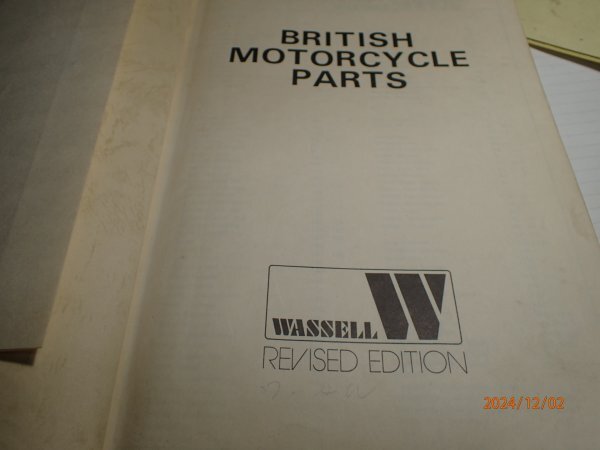 BRITISH
MOTORCYCLE
PARTS
WASSELL W
REVISED EDITION
2024/12/02